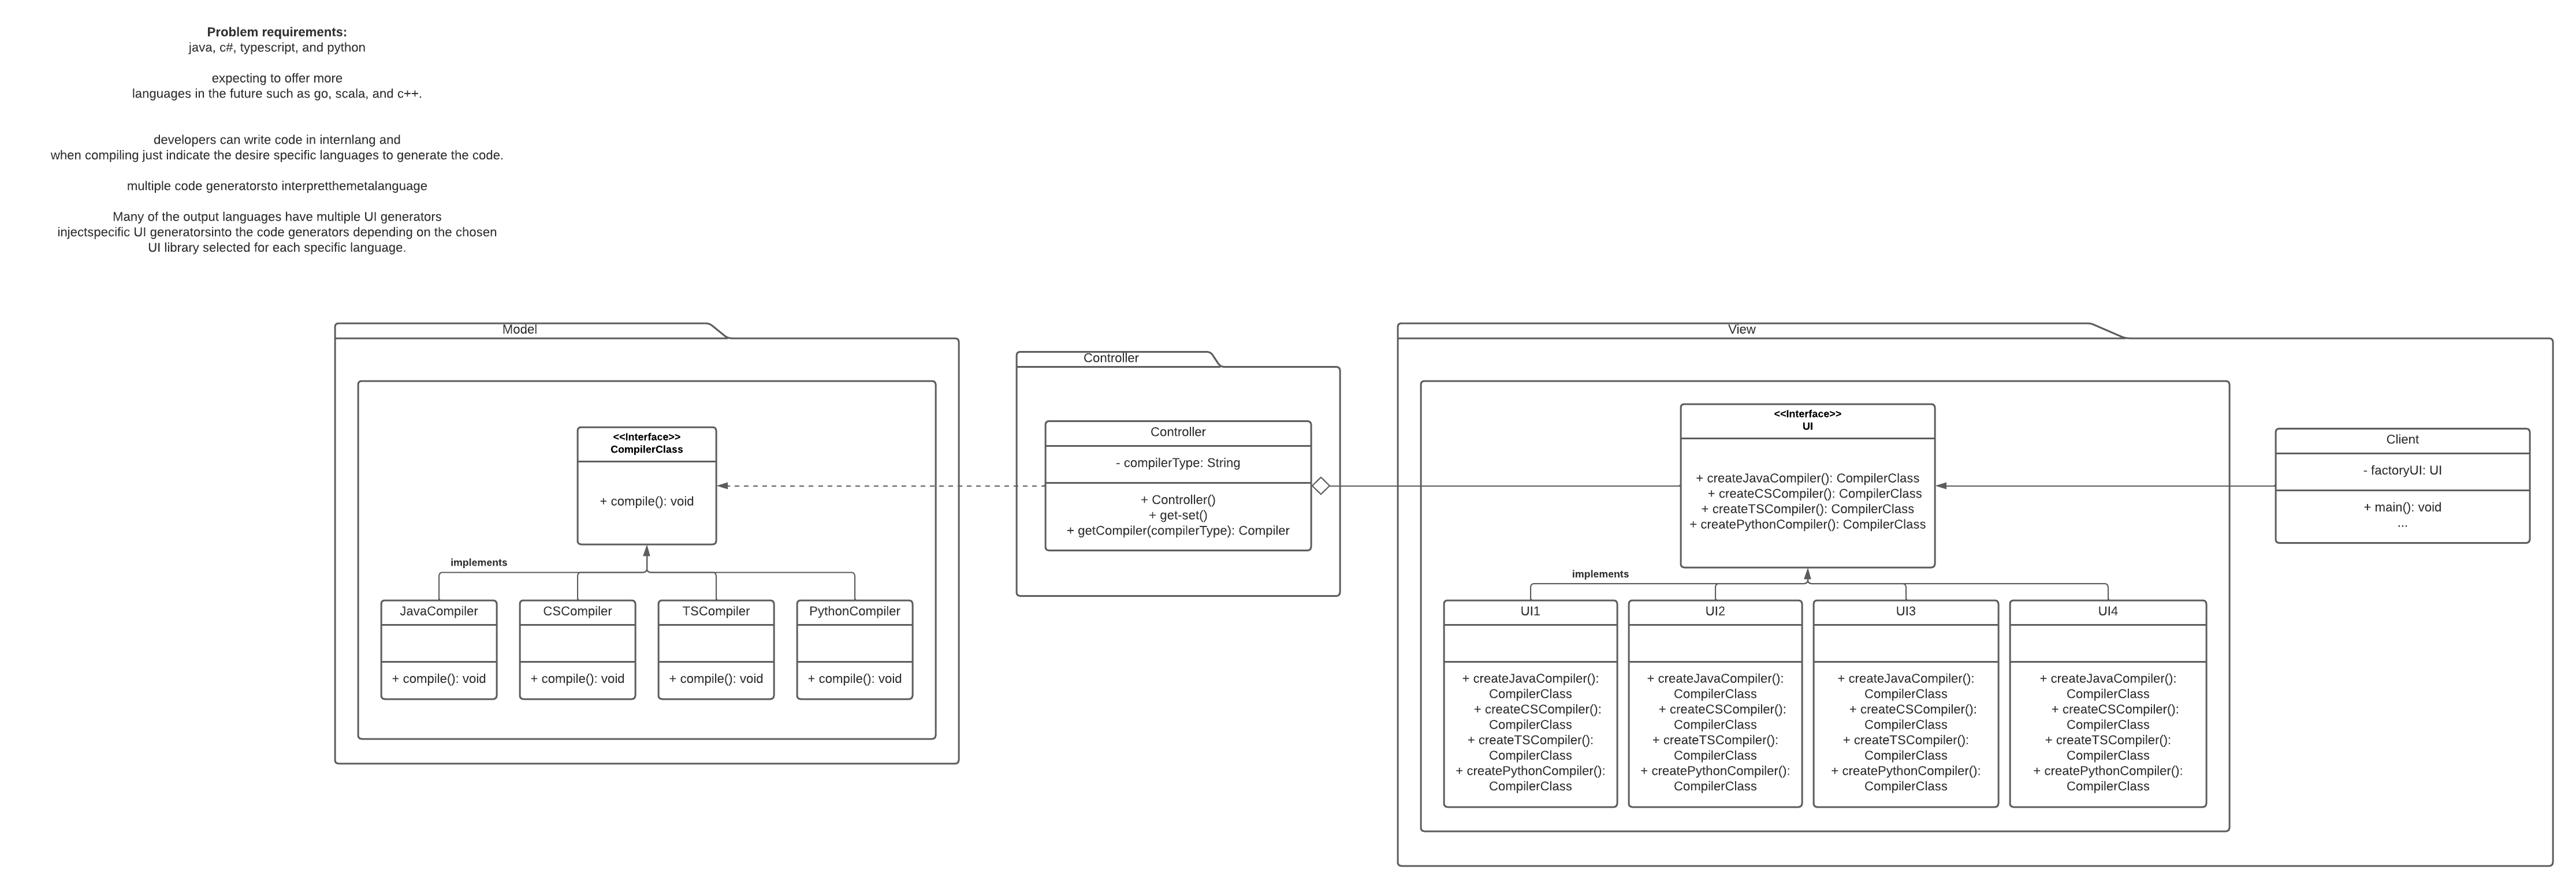 Problem requirements:
java, c#, typescript, and python
expecting to offer more
languages in the future such as go, scala, and c++.
developers can write code in internlang and
when compiling just indicate the desire specific languages to generate the code.
multiple code generatorsto interpretthemetalanguage
Many of the output languages have multiple UI generators
injectspecific UI generatorsinto the code generators depending on the chosen
UI library selected for each specific language.
Model
<<Interface>>
CompilerClass
+ compile(): void
implements
JavaCompiler
+ compile(): void
CSCompiler
+ compile(): void
TSCompiler
+ compile(): void
PythonCompiler
+ compile(): void
Controller
Controller
- compilerType: String
+ Controller()
+ get-set()
+ getCompiler(compilerType): Compiler
View
<<Interface>>
UI
+ createJavaCompiler(): CompilerClass
+ createCSCompiler(): CompilerClass
+ createTSCompiler(): CompilerClass
+ createPythonCompiler(): CompilerClass
implements
UI1
+ createJavaCompiler():
CompilerClass
+ createCSCompiler():
CompilerClass
+ createTSCompiler():
CompilerClass
+ createPythonCompiler():
CompilerClass
UI2
+ createJavaCompiler():
CompilerClass
+ createCSCompiler():
CompilerClass
+ createTSCompiler():
CompilerClass
+ createPythonCompiler():
CompilerClass
UI3
+ createJavaCompiler():
CompilerClass
+ createCSCompiler():
CompilerClass
+ createTSCompiler():
CompilerClass
+ createPythonCompiler():
CompilerClass
UI4
+ createJavaCompiler():
CompilerClass
+ createCSCompiler():
CompilerClass
+ createTSCompiler():
CompilerClass
+ createPythonCompiler():
CompilerClass
Client
- factoryUI: UI
+ main(): void
...